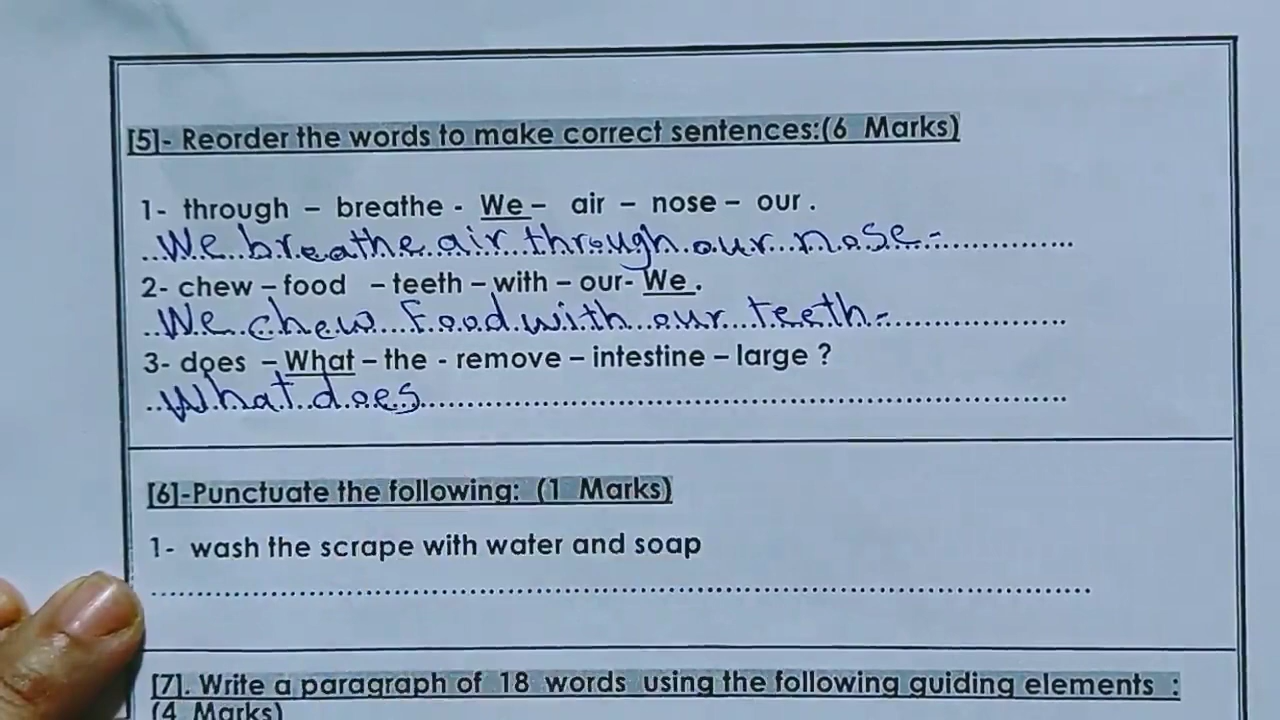 [5]- Reorder the words to make correct sentences:(6 Marks)
1- through – breathe - We – air – nose – our .
We breathe air through our nose.
2- chew – food – teeth – with – our- We .
We chew food with our teeth.
3- does – What – the - remove – intestine – large ?
What does
[6]-Punctuate the following: (1 Marks)
1- wash the scrape with water and soap
[7]. Write a paragraph of 18 words using the following guiding elements :
(4 Marks)